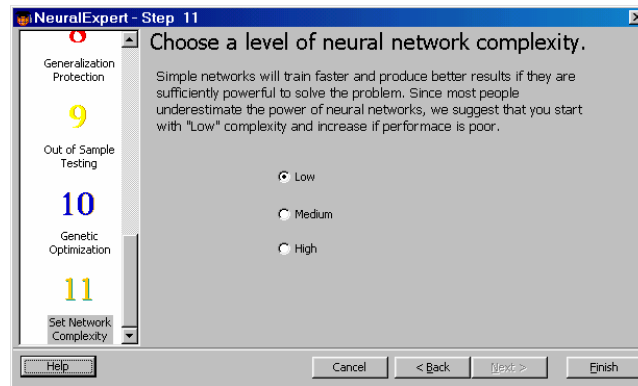 NeuralExpert - Step 11
8
Generalization
Protection
9
Out of Sample
Testing
10
Genetic
Optimization
11
Set Network
Complexity
Choose a level of neural network complexity.
Simple networks will train faster and produce better results if they are
sufficiently powerful to solve the problem. Since most people
underestimate the power of neural networks, we suggest that you start
with "Low" complexity and increase if performace is poor.
Low
Medium
High
Help
Cancel
< Back
Next >
Finish